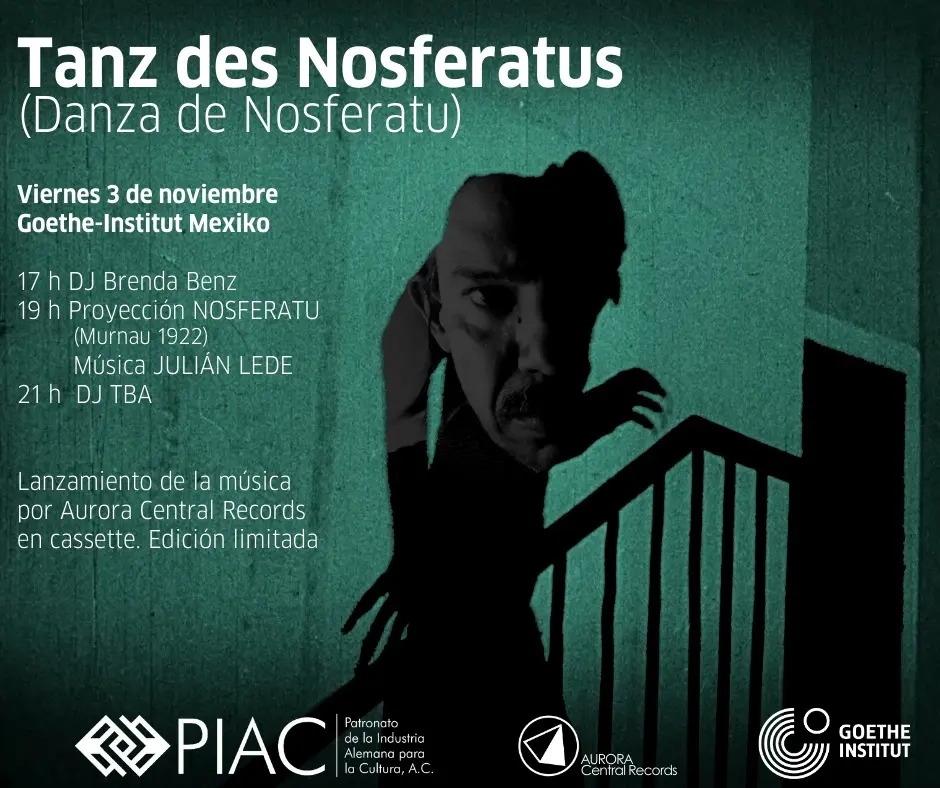 Tanz des Nosferatus
(Danza de Nosferatu)
Viernes 3 de noviembre
Goethe-Institut Mexiko
17 h DJ Brenda Benz
19 h Proyección NOSFERATU
(Murnau 1922)
Música JULIÁN LEDE
21 h DJ TBA
Lanzamiento de la música
por Aurora Central Records
en cassette. Edición limitada
PIAC
Patronato
de la Industria
Alemana para
la Cultura, A.C.
AURORA
Central Records
GOETHE
INSTITUT